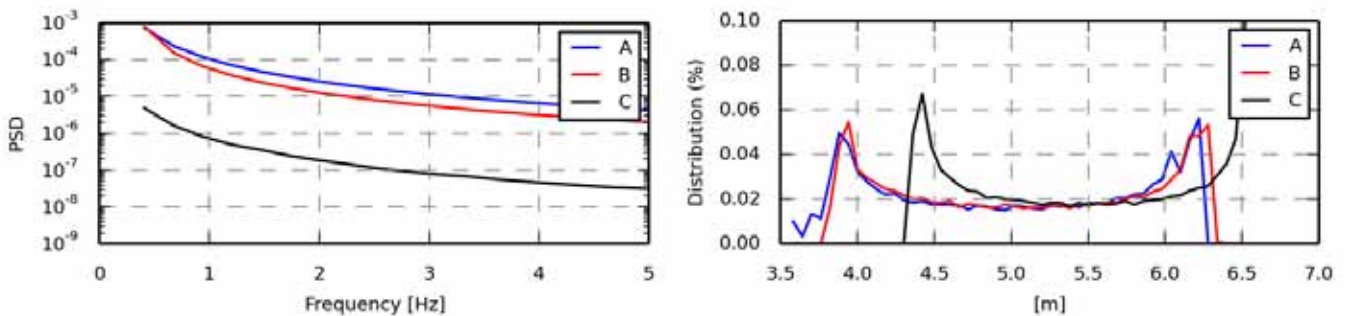 10⁻³
10⁻⁴
10⁻⁵
10⁻⁶
10⁻⁷
10⁻⁸
10⁻⁹
PSD
A
B
C
0 1 2 3 4 5
Frequency [Hz]
0.10
0.08
0.06
0.04
0.02
0.00
Distribution (%)
A
B
C
3.5 4.0 4.5 5.0 5.5 6.0 6.5 7.0
[m]